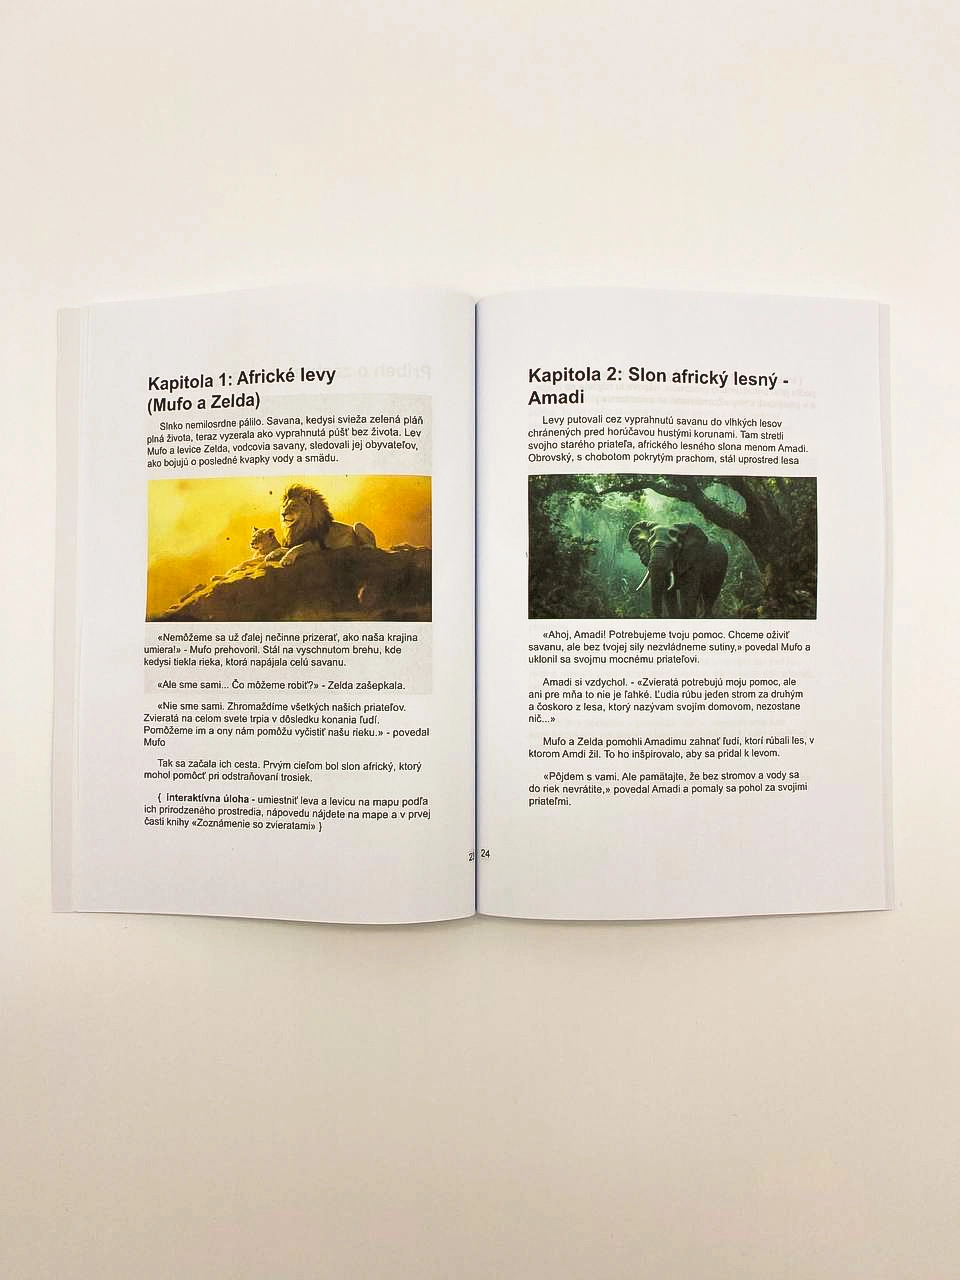 Kapitola 1: Africké levy
(Mufo a Zelda)
Slnko nemilosrdne pálilo. Savana, kedysi svieža zelená pláň
plná života, teraz vyzerala ako vyprahnutá púšť bez života. Lev
Mufo a levice Zelda, vodcovia savany, sledovali jej obyvateľov,
ako bojujú o posledné kvapky vody a smädu.
«Nemôžeme sa už ďalej nečinne prizerať, ako naša krajina
umiera!» - Mufo prehovoril. Stál na vyschnutom brehu, kde
kedysi tiekla rieka, ktorá napájala celú savanu.
«Ale sme sami... Čo môžeme robiť?» - Zelda zašepkala.
«Nie sme sami. Zhromaždíme všetkých našich priateľov.
Zvieratá na celom svete trpia v dôsledku konania ľudí.
Pomôžeme im a ony nám pomôžu vyčistiť našu rieku.» - povedal
Mufo
Tak sa začala ich cesta. Prvým cieľom bol slon africký, ktorý
mohol pomôcť pri odstraňovaní trosiek.
{ Interaktívna úloha - umiestniť leva a levicu na mapu podľa
ich prirodzeného prostredia, nápovedu nájdete na mape a v prvej
časti knihy «Zoznámenie so zvieratami» }
Kapitola 2: Slon africký lesný -
Amadi
Levy putovali cez vyprahnutú savanu do vlhkých lesov
chránených pred horúčavou hustými korunami. Tam stretli
svojho starého priateľa, afrického lesného slona menom Amadi.
Obrovský, s chobotom pokrytým prachom, stál uprostred lesa
«Ahoj, Amadi! Potrebujeme tvoju pomoc. Chceme oživiť
savanu, ale bez tvojej sily nezvládneme sutiny,» povedal Mufo a
uklonil sa svojmu mocnému priateľovi.
Amadi si vzdychol. - «Zvieratá potrebujú moju pomoc, ale
ani pre mňa to nie je ľahké. Ľudia rúbu jeden strom za druhým
a čoskoro z lesa, ktorý nazývam svojím domovom, nezostane
nič...»
Mufo a Zelda pomohli Amadimu zahnať ľudí, ktorí rúbali les, v
ktorom Amdi žil. To ho inšpirovalo, aby sa pridal k levom.
«Pôjdem s vami. Ale pamätajte, že bez stromov a vody sa
do riek nevrátite,» povedal Amadi a pomaly sa pohol za svojimi
priateľmi.
24